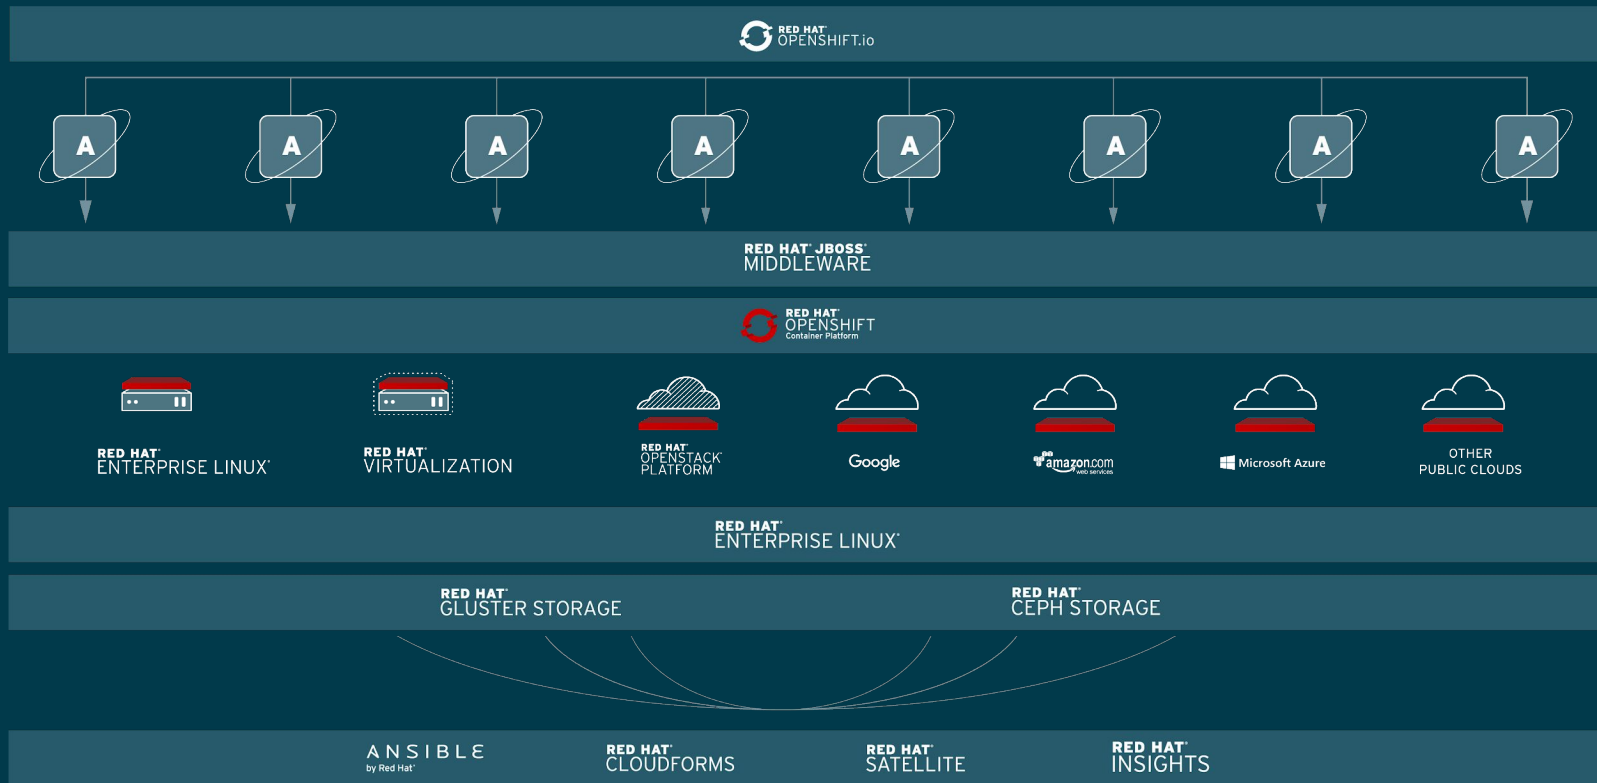 RED HAT®
OPENSHIFT.io
A A A A A A A A
RED HAT® JBOSS®
MIDDLEWARE
RED HAT®
OPENSHIFT
Container Platform
RED HAT®
ENTERPRISE LINUX®
RED HAT®
VIRTUALIZATION
RED HAT®
OPENSTACK®
PLATFORM
Google
amazon.com
web services
Microsoft Azure
OTHER
PUBLIC CLOUDS
RED HAT®
ENTERPRISE LINUX®
RED HAT®
GLUSTER STORAGE
RED HAT®
CEPH STORAGE
ANSIBLE
by Red Hat®
RED HAT®
CLOUDFORMS
RED HAT®
SATELLITE
RED HAT®
INSIGHTS